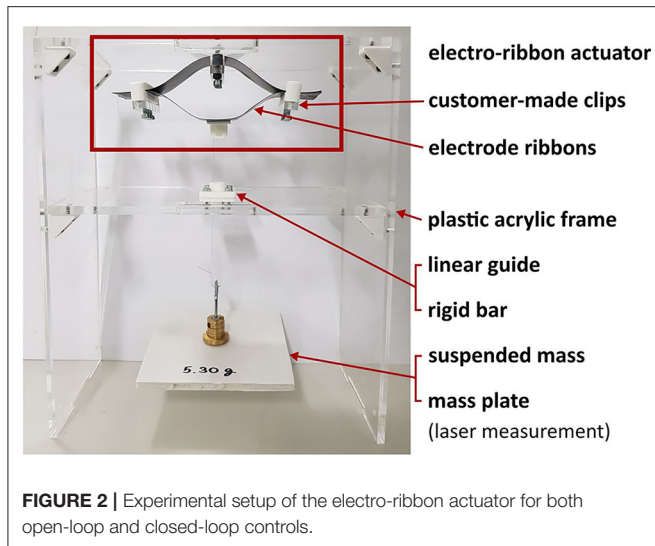 electro-ribbon actuator
customer-made clips
electrode ribbons
plastic acrylic frame
linear guide
rigid bar
suspended mass
mass plate
(laser measurement)
5.30 g
FIGURE 2 | Experimental setup of the electro-ribbon actuator for both
open-loop and closed-loop controls.